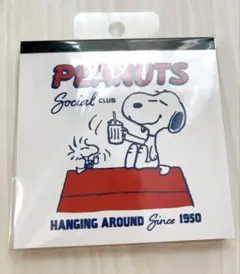 PEANUTS
Social CLUB
HANGING AROUND Since 1950